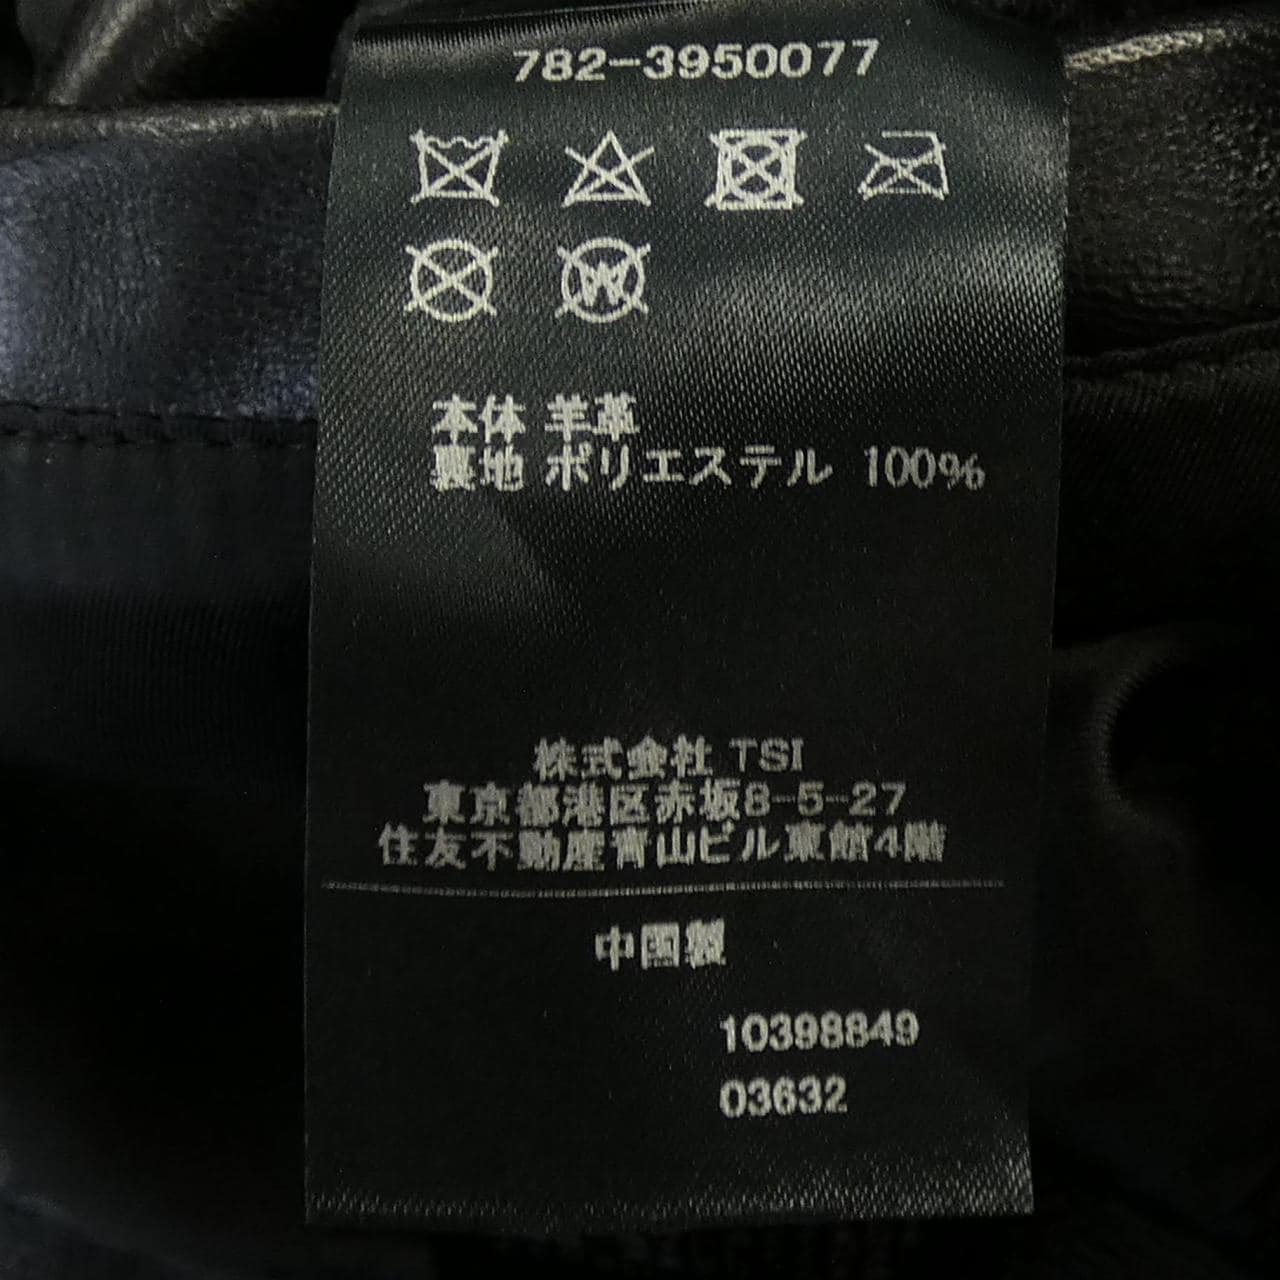 782-3950077
W
本体 羊革
裏地 ポリエステル 100%
株式会社 TSI
東京都港区赤坂8-5-27
住友不動産青山ビル東館4階
中国製
10398849
03632